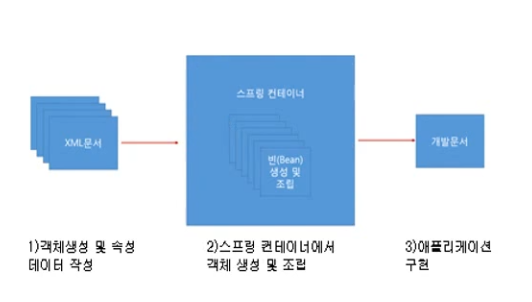 스프링 컨테이너
XML문서
빈(Bean)
생성 및
조립
개발문서
1)객체생성 및 속성
데이터 작성
2)스프링 컨테이너에서
객체 생성 및 조립
3)애플리케이션
구현